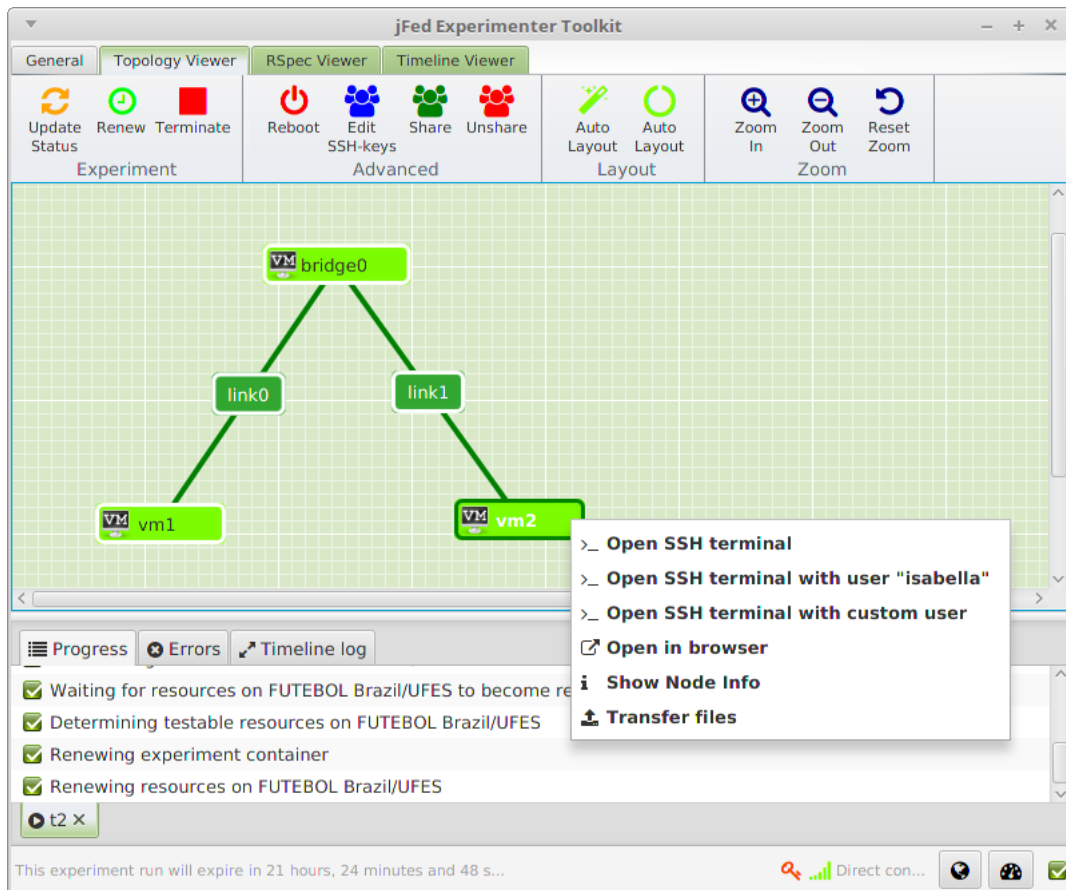 jFed Experimenter Toolkit
General Topology Viewer RSpec Viewer Timeline Viewer
Update Status Renew Terminate Reboot Edit SSH-keys Share Unshare Auto Layout Auto Layout Zoom In Zoom Out Reset Zoom
Experiment Advanced Layout Zoom
VM bridge0
link0 link1
VM vm1
VM vm2
>_ Open SSH terminal
>_ Open SSH terminal with user "isabella"
>_ Open SSH terminal with custom user
Open in browser
i Show Node Info
Transfer files
Progress Errors Timeline log
Waiting for resources on FUTEBOL Brazil/UFES to become re
Determining testable resources on FUTEBOL Brazil/UFES
Renewing experiment container
Renewing resources on FUTEBOL Brazil/UFES
t2
This experiment run will expire in 21 hours, 24 minutes and 48 s... Direct con...